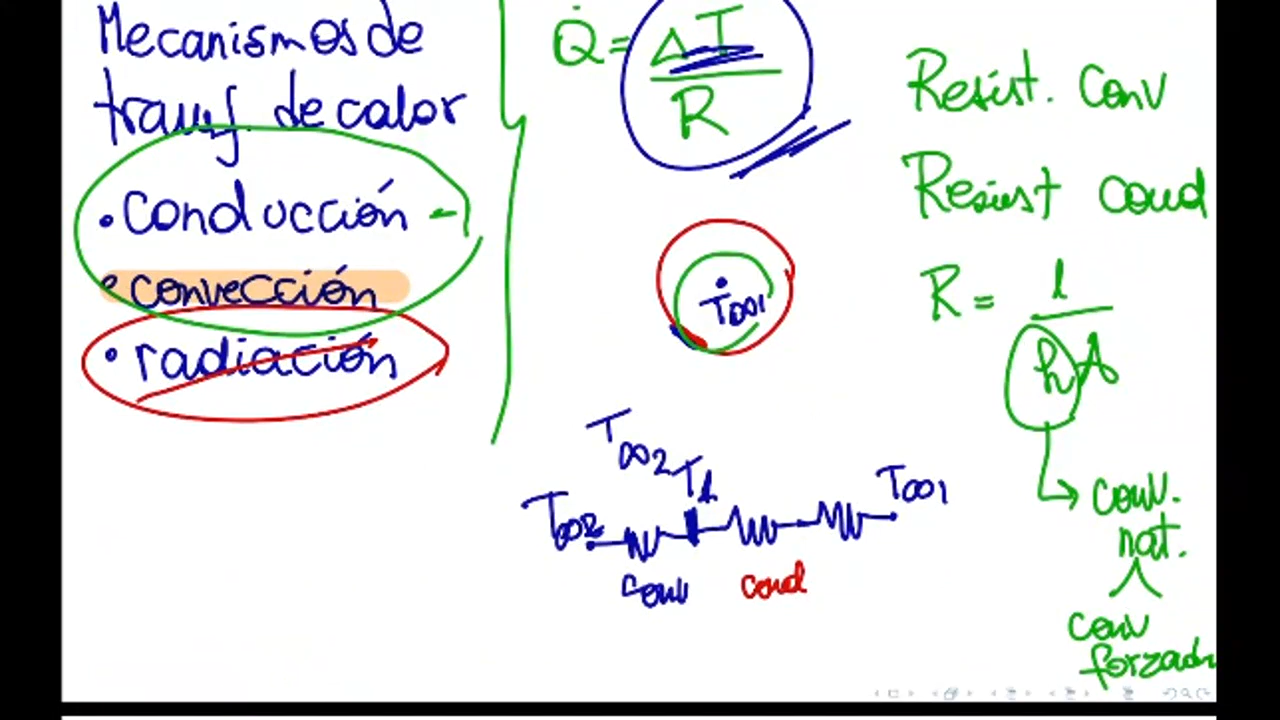 Mecanismos de
transf. de calor
• conducción
• convección
• radiación
Q̇ = ΔT / R
T∞1
T∞2
T∞2 T1 T∞1
conv cond
Resist. Conv
Resist cond
R = 1 / hA
conv.
nat.
conv
forzada